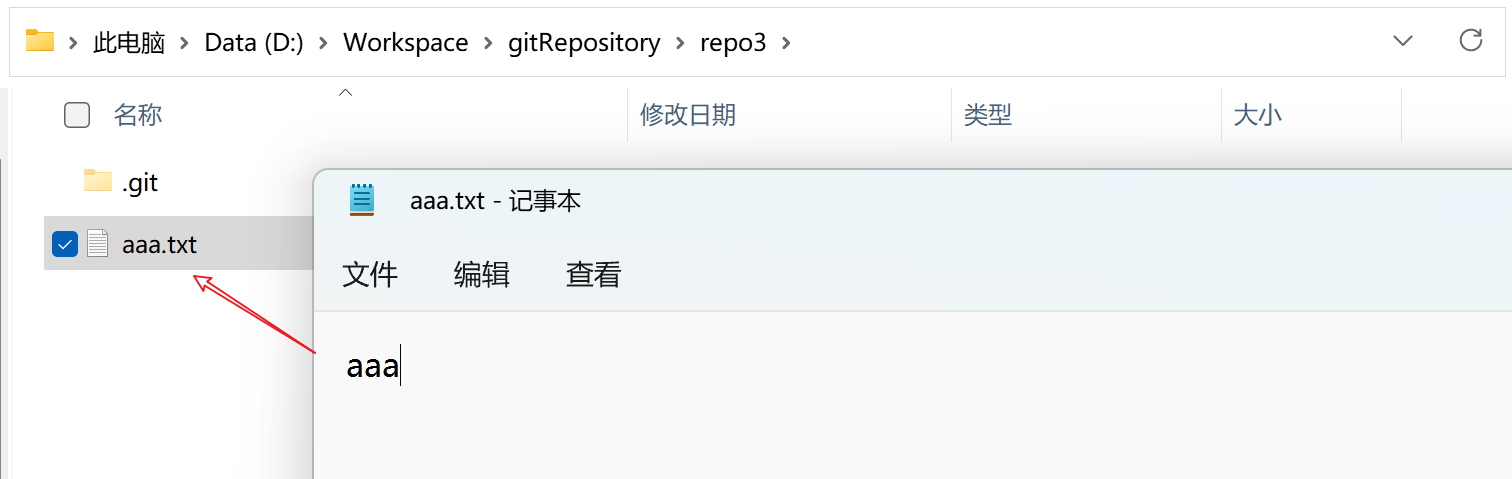 此电脑 Data (D:) Workspace gitRepository repo3
名称 修改日期 类型 大小
.git
aaa.txt - 记事本
aaa.txt
文件 编辑 查看
aaa